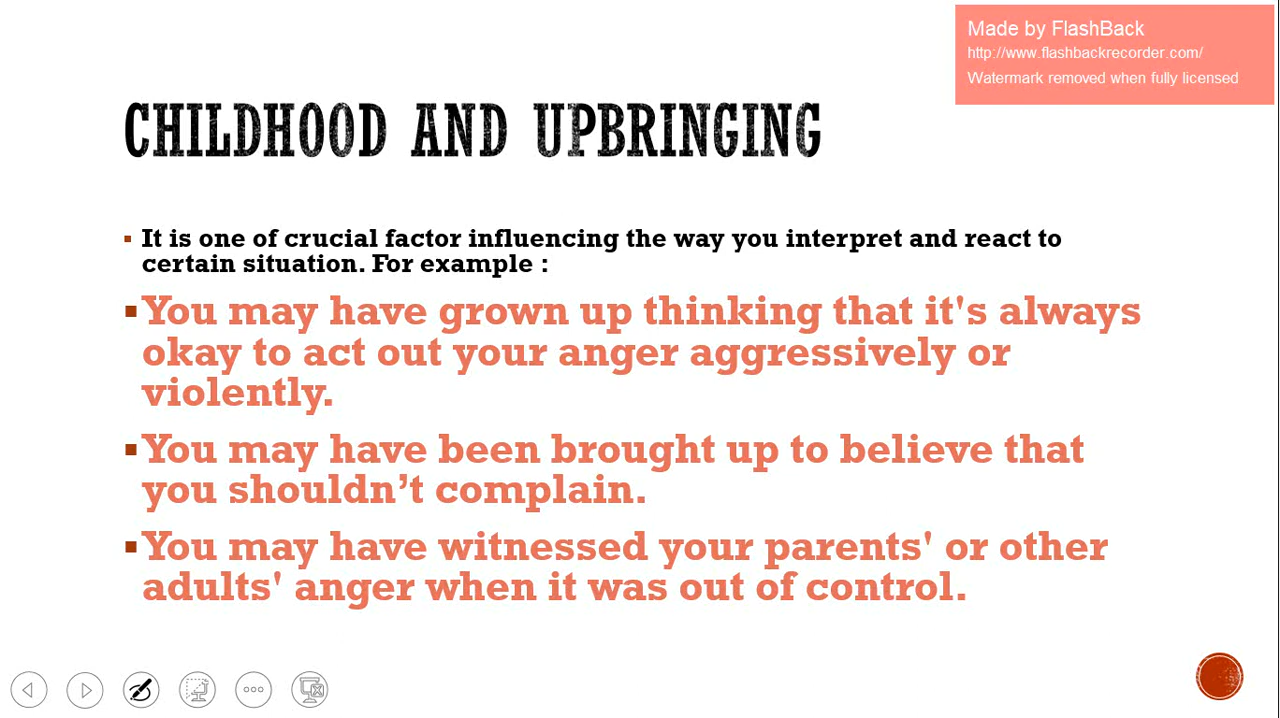 Made by FlashBack
http://www.flashbackrecorder.com/
Watermark removed when fully licensed
CHILDHOOD AND UPBRINGING
It is one of crucial factor influencing the way you interpret and react to
certain situation. For example :
You may have grown up thinking that it's always
okay to act out your anger aggressively or
violently.
You may have been brought up to believe that
you shouldn’t complain.
You may have witnessed your parents' or other
adults' anger when it was out of control.